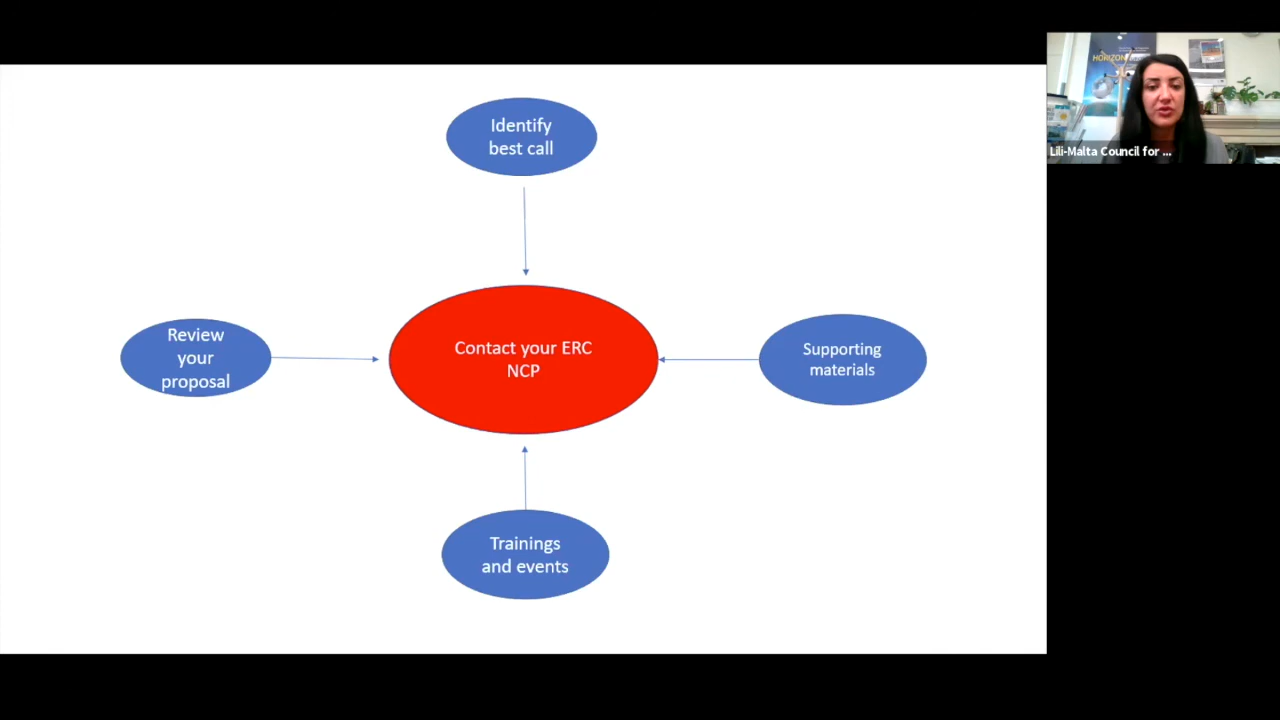 Identify
best call
HORIZON
Lili-Malta Council for ...
Review
your
proposal
Contact your ERC
NCP
Supporting
materials
Trainings
and events